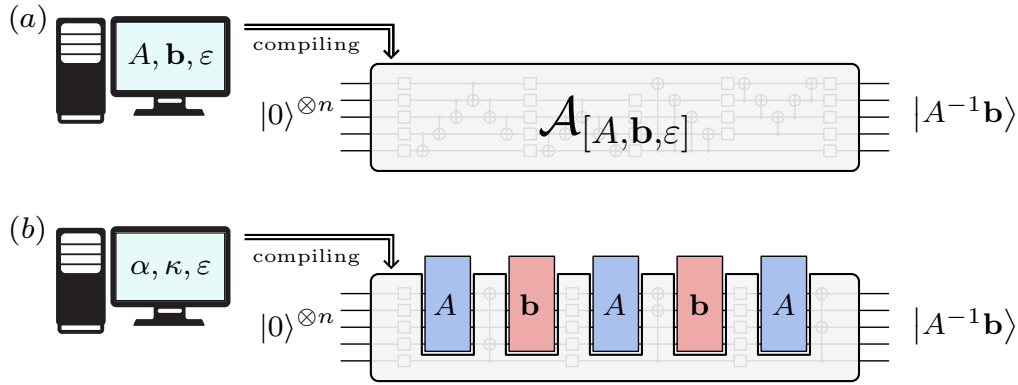 (a)
A, b, ε
compiling
|0⟩^{⊗n}
𝒜_{[A,b,ε]}
|A^{-1}b⟩
(b)
α, κ, ε
compiling
|0⟩^{⊗n}
A b A b A
|A^{-1}b⟩